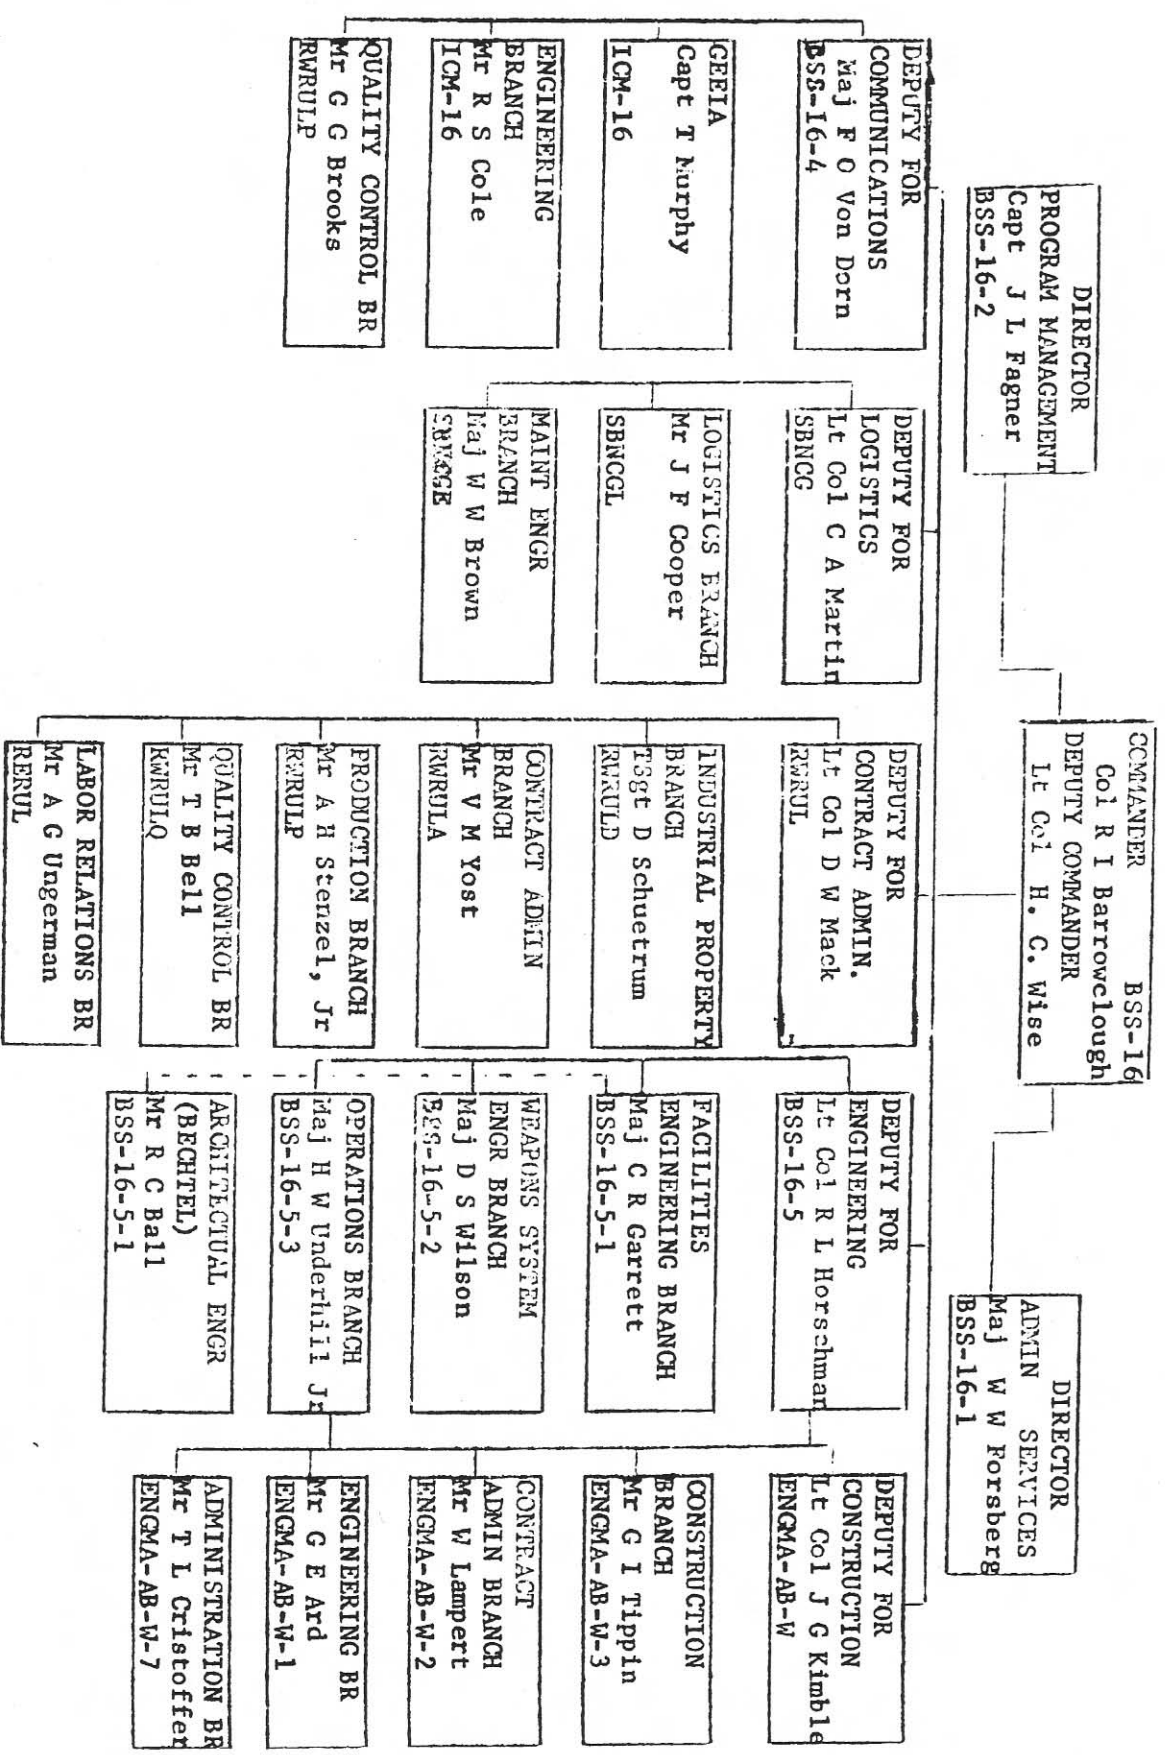 COMMANDER BSS-16
Col R I Barrowclough
DEPUTY COMMANDER
Lt Col H. C. Wise
DIRECTOR
PROGRAM MANAGEMENT
Capt J L Fagner
BSS-16-2
DIRECTOR
ADMIN SERVICES
Maj W W Forsberg
BSS-16-1
DEPUTY FOR
COMMUNICATIONS
Maj F O Von Dorn
BSS-16-4
GEEIA
Capt T Murphy
ICM-16
ENGINEERING
BRANCH
Mr R S Cole
ICM-16
QUALITY CONTROL BR
Mr G G Brooks
RWRULP
DEPUTY FOR
LOGISTICS
Lt Col C A Martin
SBNCG
LOGISTICS BRANCH
Mr J F Cooper
SBNCGL
MAINT ENGR
BRANCH
Maj W W Brown
SBNCGE
DEPUTY FOR
CONTRACT ADMIN.
Lt Col D W Mack
RWRUL
INDUSTRIAL PROPERTY
BRANCH
TSgt D Schuetrum
RWRULD
CONTRACT ADMIN
BRANCH
Mr V M Yost
RWRULA
PRODUCTION BRANCH
Mr A H Stenzel, Jr
RWRULP
QUALITY CONTROL BR
Mr T B Bell
RWRULQ
LABOR RELATIONS BR
Mr A G Ungerman
RERUL
DEPUTY FOR
ENGINEERING
Lt Col R L Horschman
BSS-16-5
FACILITIES
ENGINEERING BRANCH
Maj C R Garrett
BSS-16-5-1
WEAPONS SYSTEM
ENGR BRANCH
Maj D S Wilson
BSS-16-5-2
OPERATIONS BRANCH
Maj H W Underhill Jr
BSS-16-5-3
ARCHITECTUAL ENGR
(BECHTEL)
Mr R C Ball
BSS-16-5-1
DEPUTY FOR
CONSTRUCTION
Lt Col J G Kimble
ENGMA-AB-W
CONSTRUCTION
BRANCH
Mr G I Tippin
ENGMA-AB-W-3
CONTRACT
ADMIN BRANCH
Mr W Lampert
ENGMA-AB-W-2
ENGINEERING BR
Mr G E Ard
ENGMA-AB-W-1
ADMINISTRATION BR
Mr T L Cristoffer
ENGMA-AB-W-7